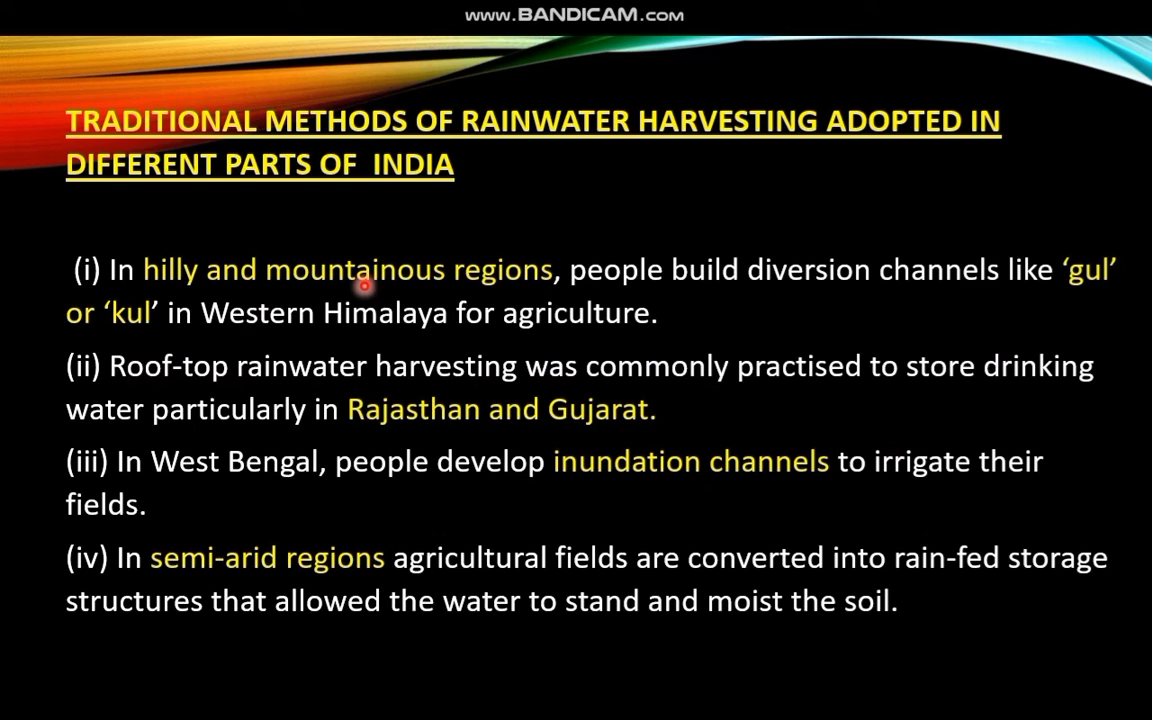 WWW.BANDICAM.COM
TRADITIONAL METHODS OF RAINWATER HARVESTING ADOPTED IN
DIFFERENT PARTS OF INDIA
(i) In hilly and mountainous regions, people build diversion channels like ‘gul’
or ‘kul’ in Western Himalaya for agriculture.
(ii) Roof-top rainwater harvesting was commonly practised to store drinking
water particularly in Rajasthan and Gujarat.
(iii) In West Bengal, people develop inundation channels to irrigate their
fields.
(iv) In semi-arid regions agricultural fields are converted into rain-fed storage
structures that allowed the water to stand and moist the soil.